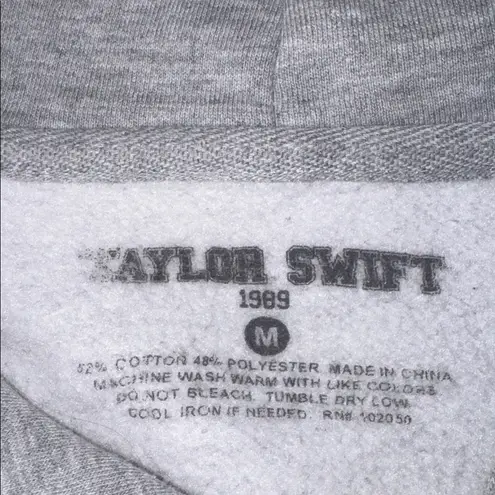 TAYLOR SWIFT
1989
M
52% COTTON 48% POLYESTER MADE IN CHINA
MACHINE WASH WARM WITH LIKE COLORS
DO NOT BLEACH. TUMBLE DRY LOW.
COOL IRON IF NEEDED. RN# 102050